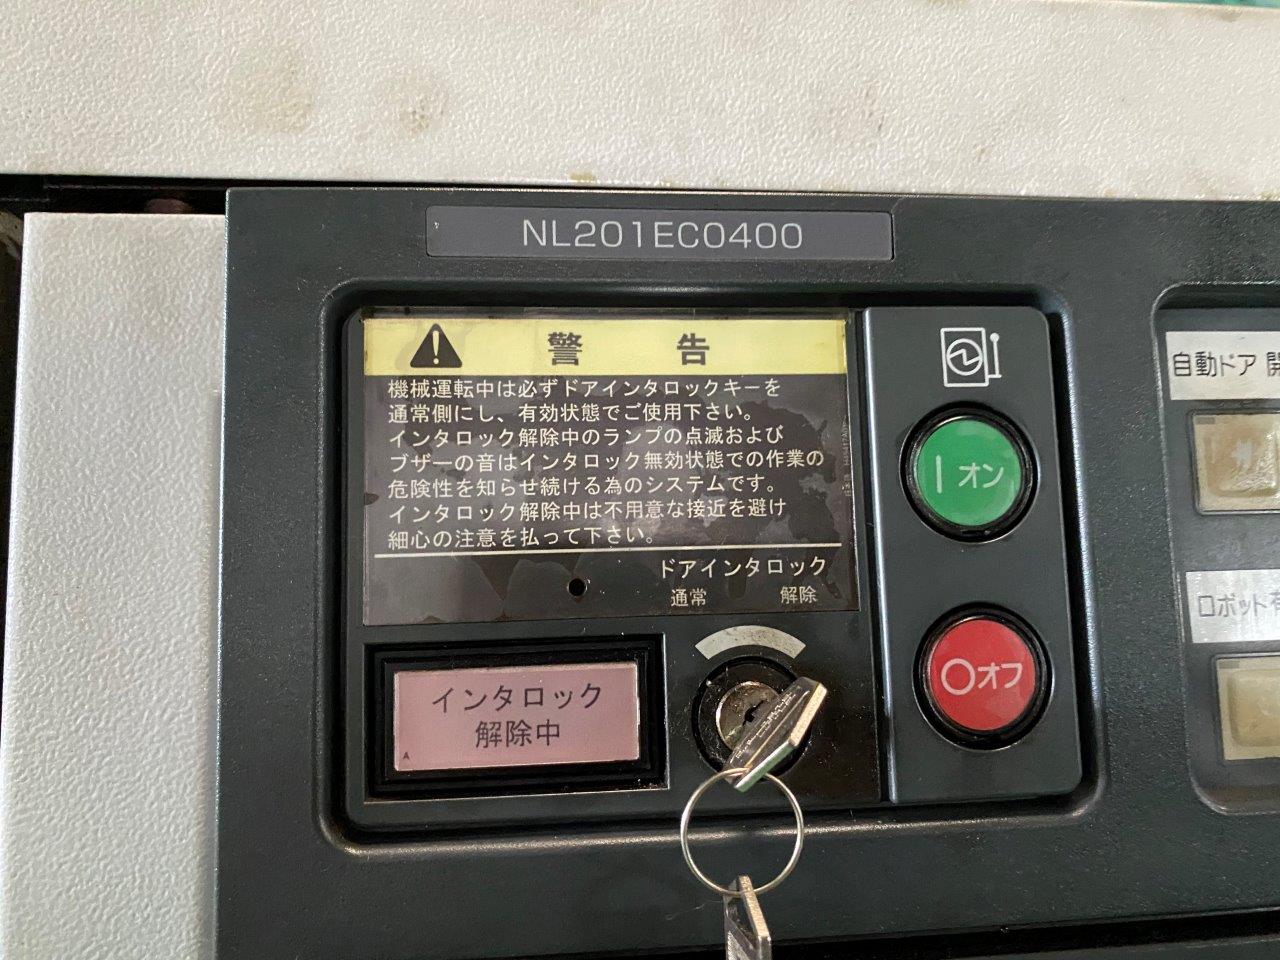 NL201EC0400
警告
機械運転中は必ずドアインタロックキーを
通常側にし、有効状態でご使用下さい。
インタロック解除中のランプの点滅および
ブザーの音はインタロック無効状態での作業の
危険性を知らせ続ける為のシステムです。
インタロック解除中は不用意な接近を避け
細心の注意を払って下さい。
ドアインタロック
通常 解除
インタロック
解除中
A
| オン
○オフ
自動ドア 開
ロボット